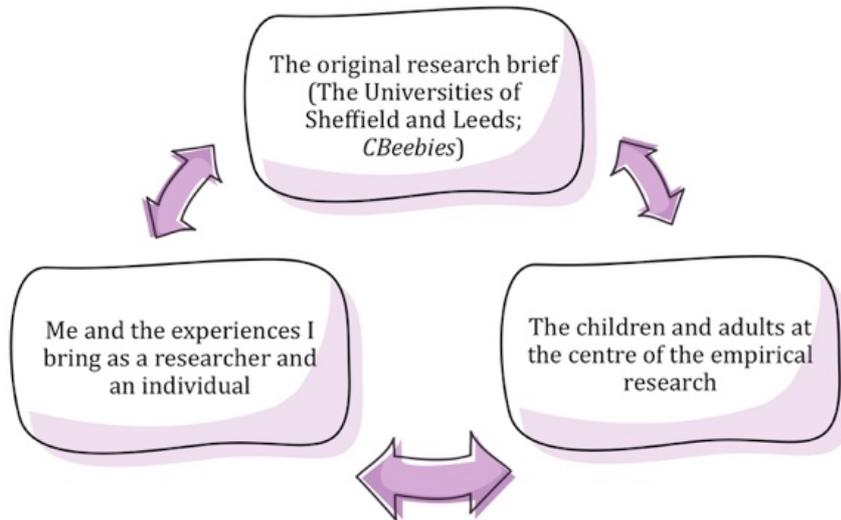 The original research brief
(The Universities of
Sheffield and Leeds;
CBeebies)
Me and the experiences I
bring as a researcher and
an individual
The children and adults at
the centre of the empirical
research